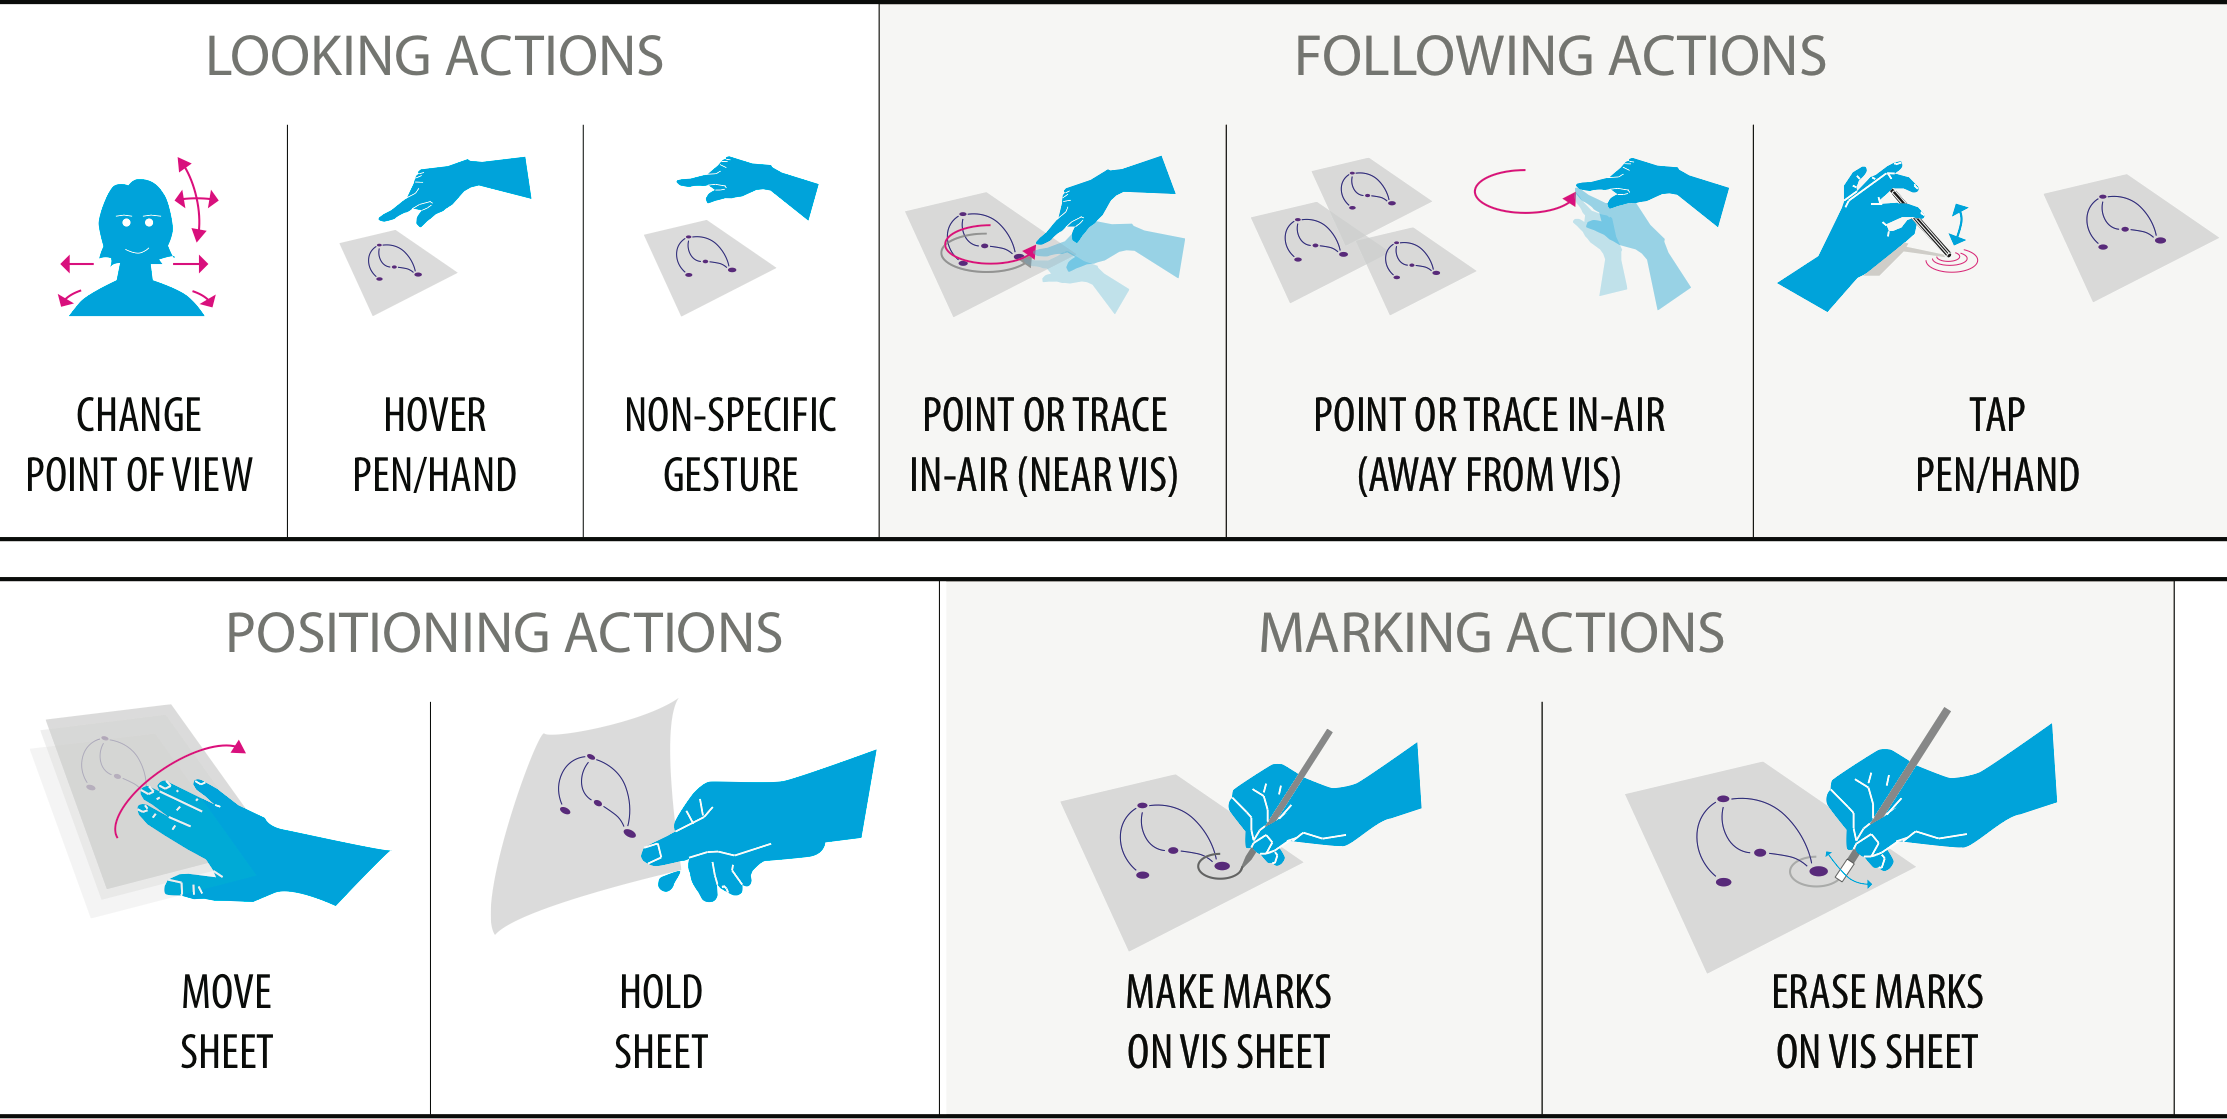 LOOKING ACTIONS
FOLLOWING ACTIONS
CHANGE
POINT OF VIEW
HOVER
PEN/HAND
NON-SPECIFIC
GESTURE
POINT OR TRACE
IN-AIR (NEAR VIS)
POINT OR TRACE IN-AIR
(AWAY FROM VIS)
TAP
PEN/HAND
POSITIONING ACTIONS
MARKING ACTIONS
MOVE
SHEET
HOLD
SHEET
MAKE MARKS
ON VIS SHEET
ERASE MARKS
ON VIS SHEET